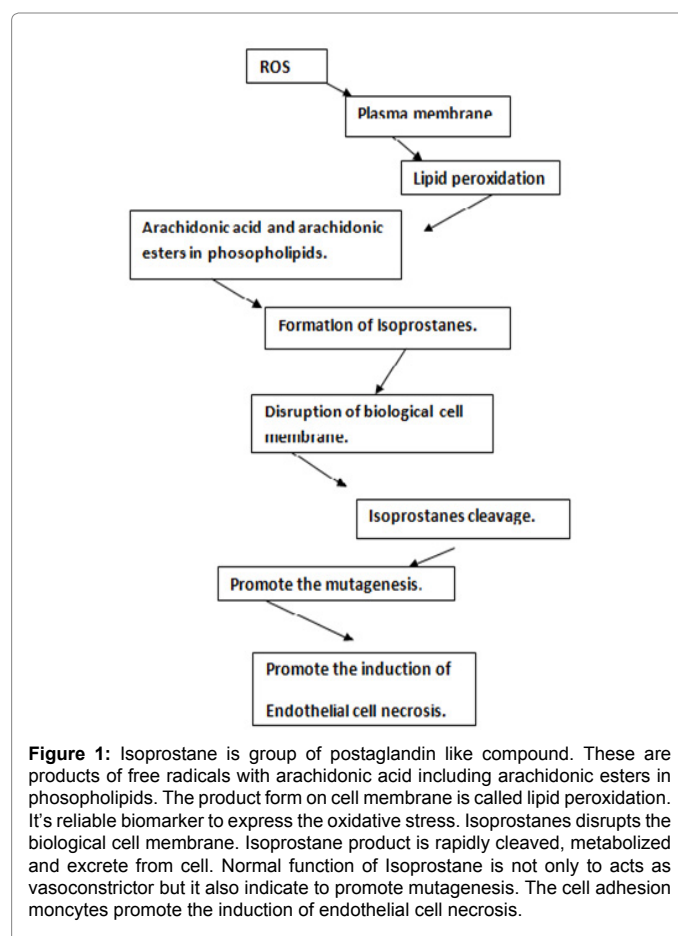 ROS
Plasma membrane
Lipid peroxidation
Arachidonic acid and arachidonic
esters in phosopholipids.
Formation of Isoprostanes.
Disruption of biological cell
membrane.
Isoprostanes cleavage.
Promote the mutagenesis.
Promote the induction of
Endothelial cell necrosis.
Figure 1: Isoprostane is group of postaglandin like compound. These are
products of free radicals with arachidonic acid including arachidonic esters in
phosopholipids. The product form on cell membrane is called lipid peroxidation.
It's reliable biomarker to express the oxidative stress. Isoprostanes disrupts the
biological cell membrane. Isoprostane product is rapidly cleaved, metabolized
and excrete from cell. Normal function of Isoprostane is not only to acts as
vasoconstrictor but it also indicate to promote mutagenesis. The cell adhesion
moncytes promote the induction of endothelial cell necrosis.